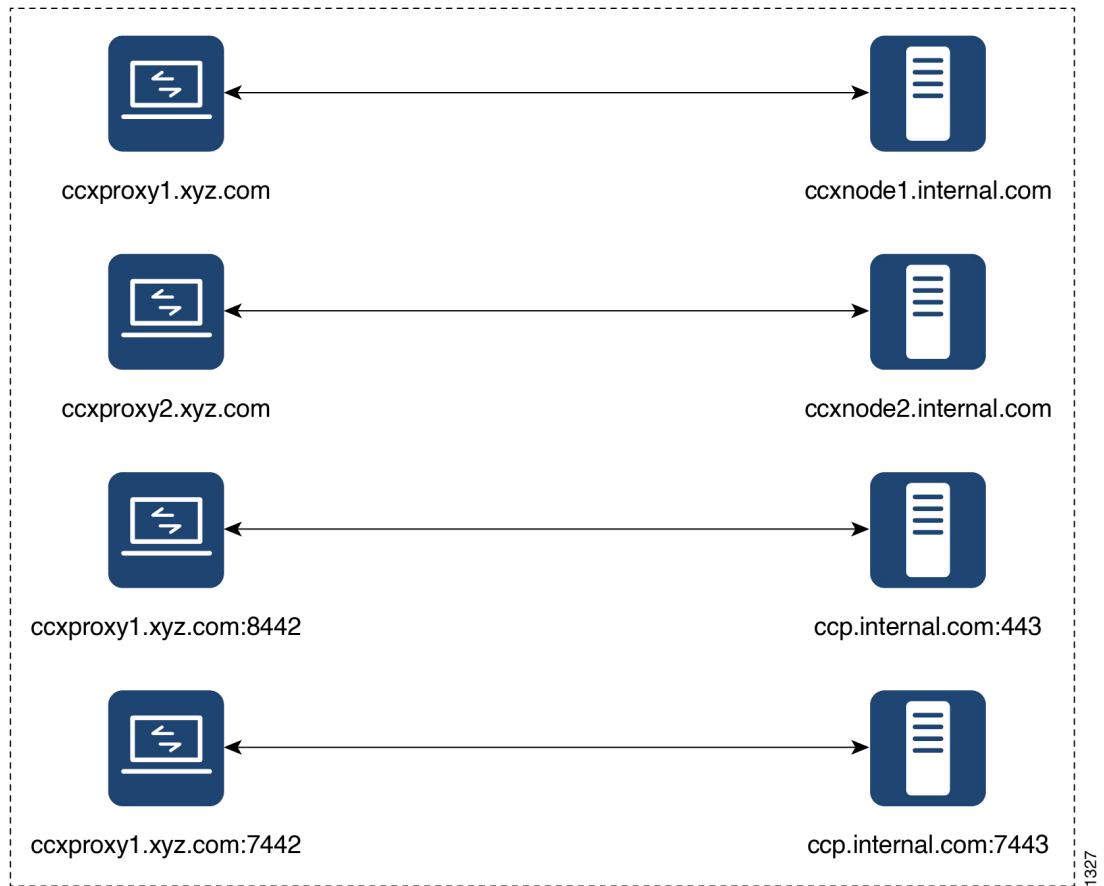 ccxproxy1.xyz.com
ccxnode1.internal.com
ccxproxy2.xyz.com
ccxnode2.internal.com
ccxproxy1.xyz.com:8442
ccp.internal.com:443
ccxproxy1.xyz.com:7442
ccp.internal.com:7443
1327